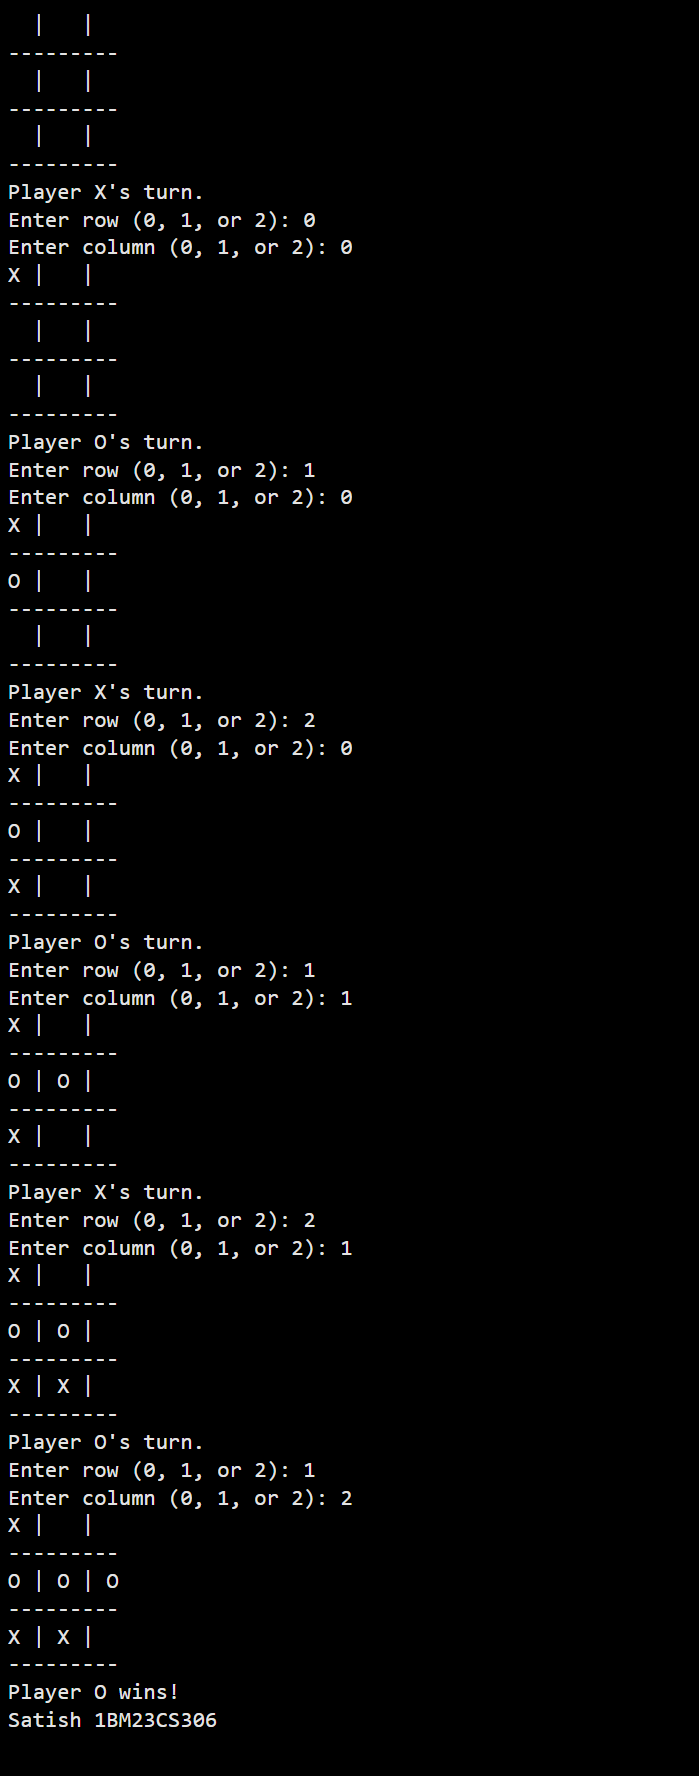 |   |
---------
  |   |
---------
  |   |
---------
Player X's turn.
Enter row (0, 1, or 2): 0
Enter column (0, 1, or 2): 0
X |   |
---------
  |   |
---------
  |   |
---------
Player O's turn.
Enter row (0, 1, or 2): 1
Enter column (0, 1, or 2): 0
X |   |
---------
O |   |
---------
  |   |
---------
Player X's turn.
Enter row (0, 1, or 2): 2
Enter column (0, 1, or 2): 0
X |   |
---------
O |   |
---------
X |   |
---------
Player O's turn.
Enter row (0, 1, or 2): 1
Enter column (0, 1, or 2): 1
X |   |
---------
O | O |
---------
X |   |
---------
Player X's turn.
Enter row (0, 1, or 2): 2
Enter column (0, 1, or 2): 1
X |   |
---------
O | O |
---------
X | X |
---------
Player O's turn.
Enter row (0, 1, or 2): 1
Enter column (0, 1, or 2): 2
X |   |
---------
O | O | O
---------
X | X |
---------
Player O wins!
Satish 1BM23CS306